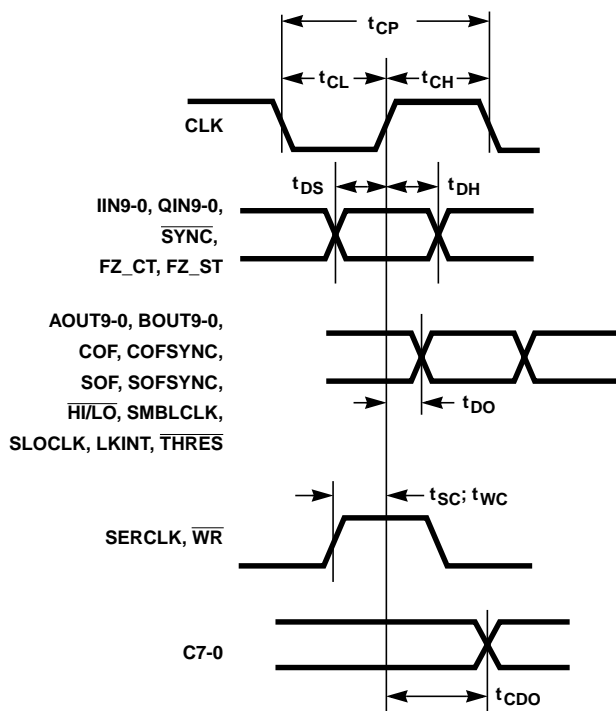 tCP
tCL tCH
CLK
tDS tDH
IIN9-0, QIN9-0,
SYNC,
FZ_CT, FZ_ST
AOUT9-0, BOUT9-0,
COF, COFSYNC,
SOF, SOFSYNC,
HI/LO, SMBLCLK,
SLOCLK, LKINT, THRES
tDO
tSC; tWC
SERCLK, WR
C7-0
tCDO